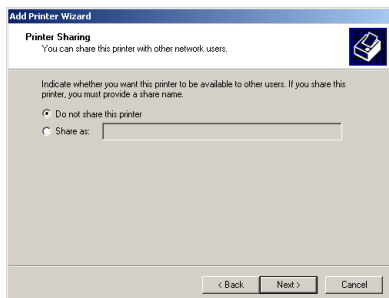 Add Printer Wizard
Printer Sharing
You can share this printer with other network users.
Indicate whether you want this printer to be available to other users. If you share this
printer, you must provide a share name.
Do not share this printer
Share as:
< Back
Next >
Cancel